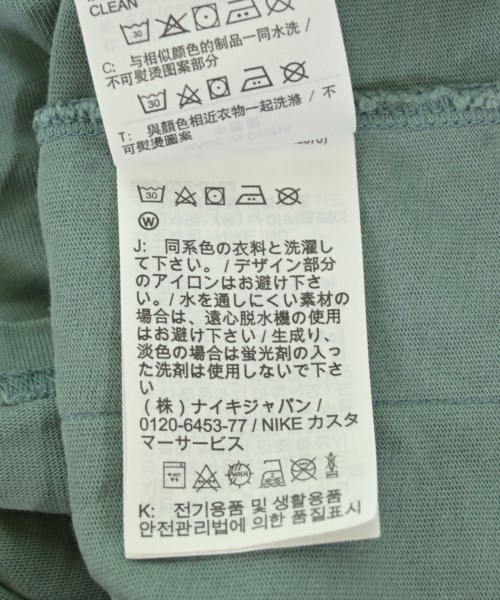 CLEAN
30
C: 与相似颜色的制品一同水洗 /
不可熨烫图案部分
30
T: 與顏色相近衣物一起洗滌 / 不
可熨燙圖案
30
W
J: 同系色の衣料と洗濯し
て下さい。/ デザイン部分
のアイロンはお避け下さ
い。/ 水を通しにくい素材の
場合は、遠心脱水機の使用
はお避け下さい / 生成り、
淡色の場合は蛍光剤の入っ
た洗剤は使用しないで下さ
い
(株) ナイキジャパン /
0120-6453-77 / NIKE カスタ
マーサービス
K: 전기용품 및 생활용품
안전관리법에 의한 품질표시